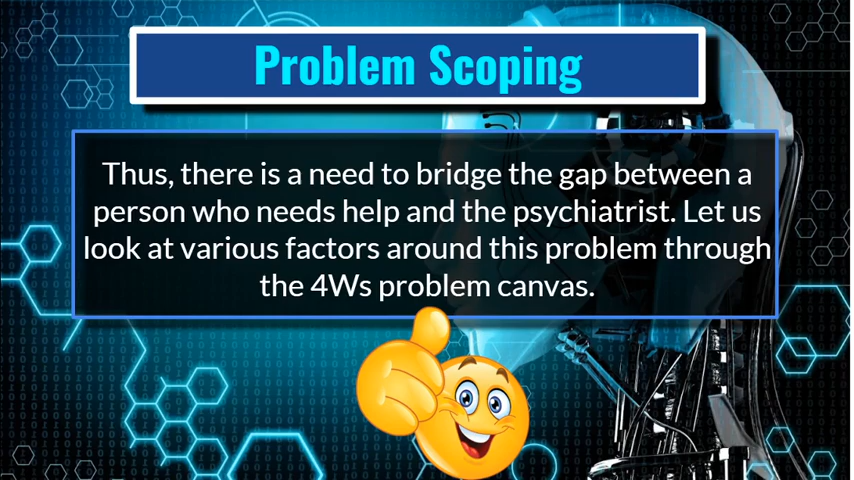 Problem Scoping
Thus, there is a need to bridge the gap between a
person who needs help and the psychiatrist. Let us
look at various factors around this problem through
the 4Ws problem canvas.